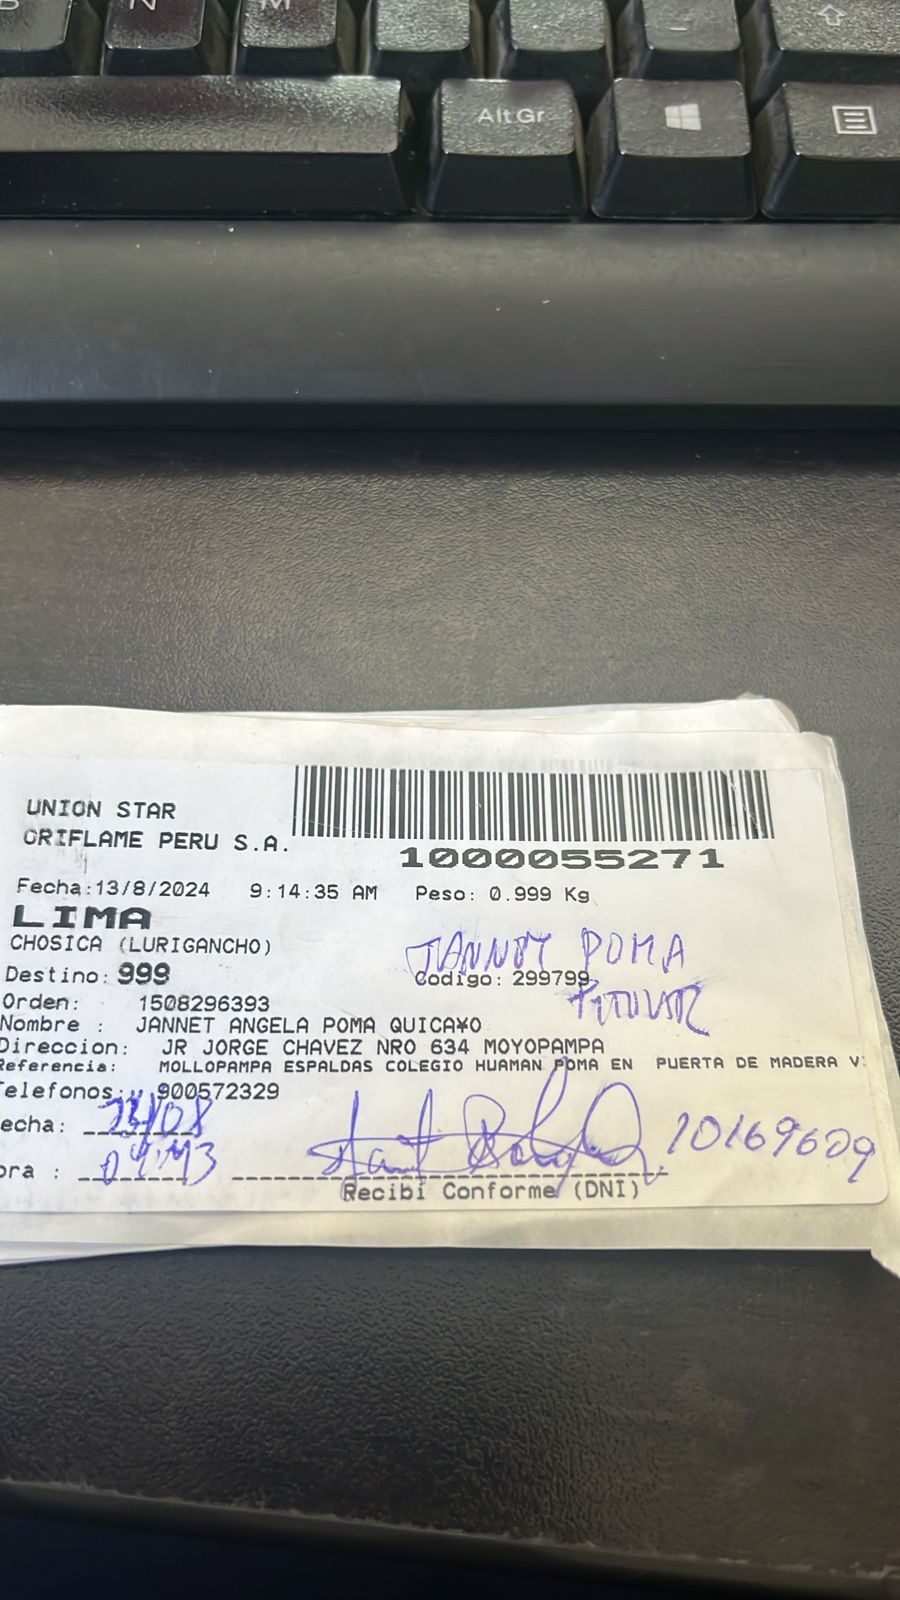 B N M
AltGr
UNION STAR
ORIFLAME PERU S.A.
1000055271
Fecha:13/8/2024 9:14:35 AM Peso: 0.999 Kg
LIMA
CHOSICA (LURIGANCHO)
JANNET POMA
Destino: 999 Codigo: 299799
TITULAR
Orden: 1508296393
Nombre : JANNET ANGELA POMA QUICA¥O
Direccion: JR JORGE CHAVEZ NRO 634 MOYOPAMPA
Referencia: MOLLOPAMPA ESPALDAS COLEGIO HUAMAN POMA EN PUERTA DE MADERA V
elefonos: 900572329
echa: /08
ora :
10169609
Recibi Conforme (DNI)